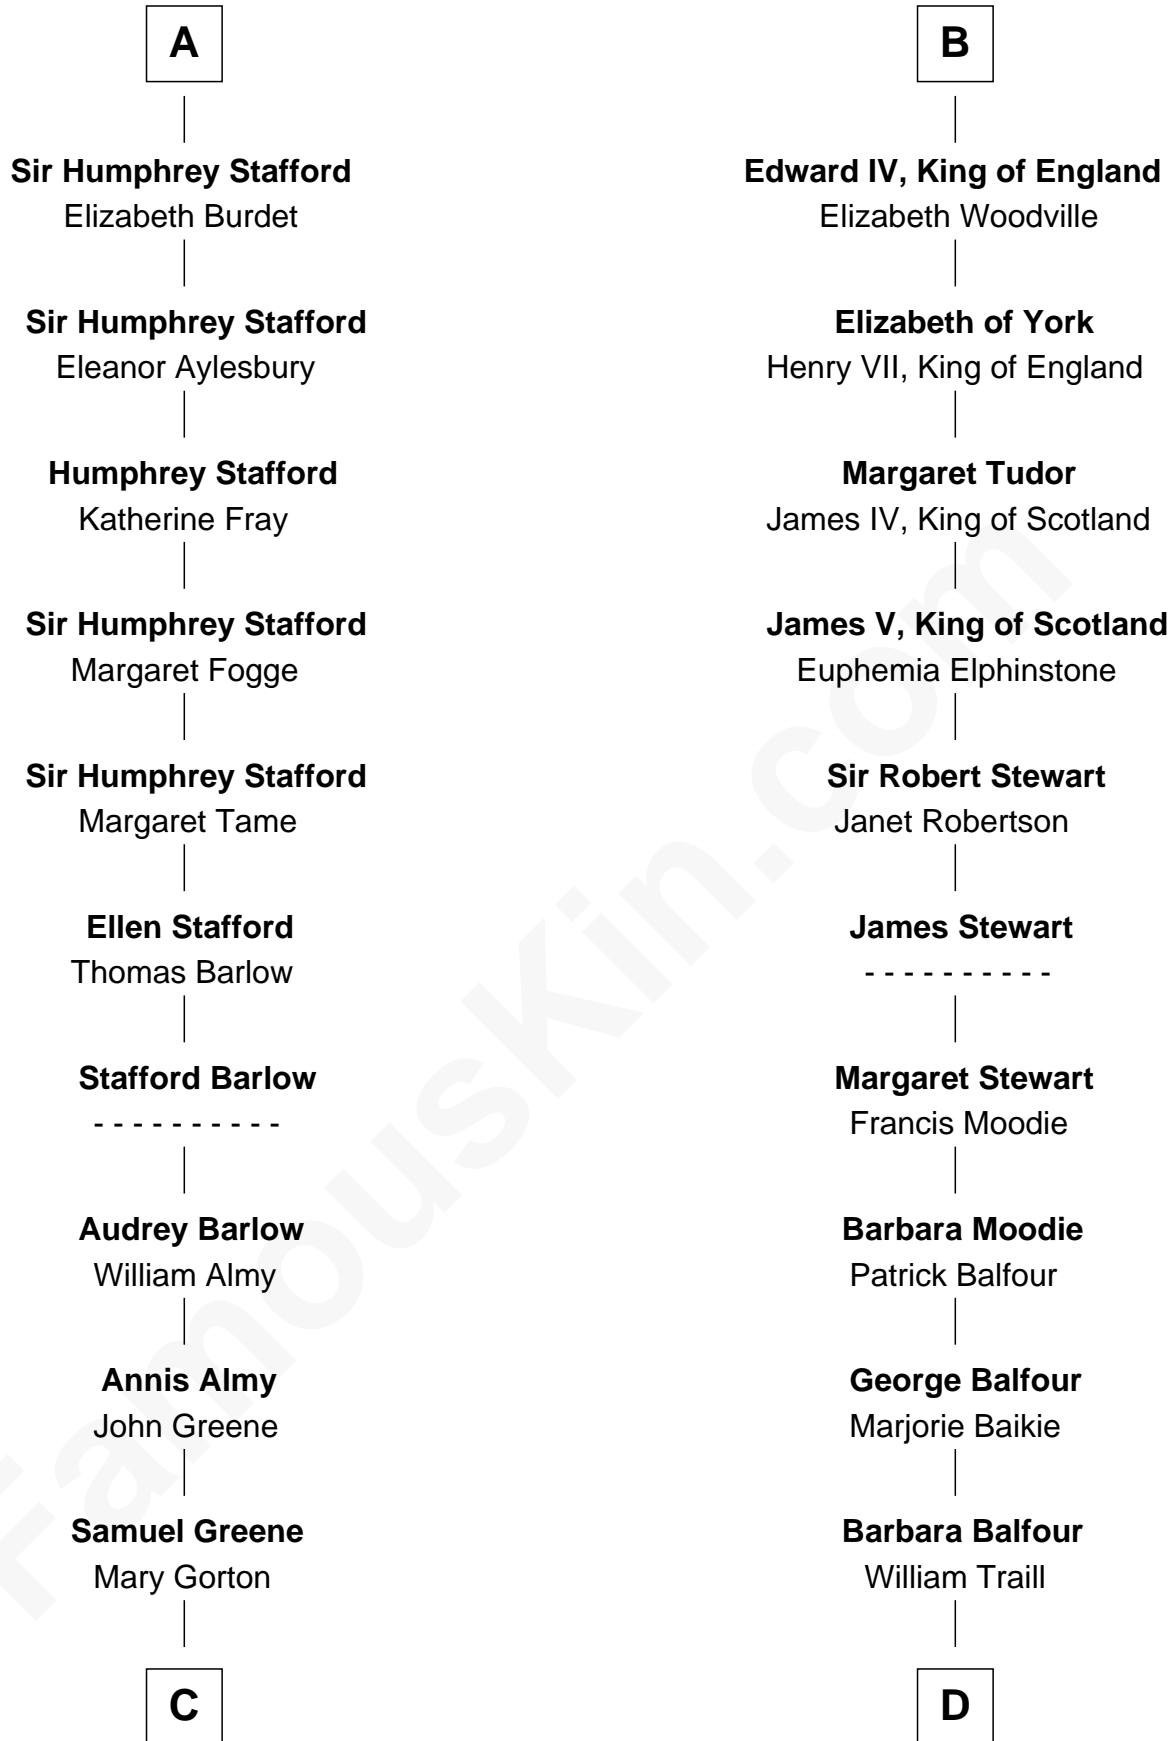 A
Sir Humphrey Stafford
Elizabeth Burdet
Sir Humphrey Stafford
Eleanor Aylesbury
Humphrey Stafford
Katherine Fray
Sir Humphrey Stafford
Margaret Fogge
Sir Humphrey Stafford
Margaret Tame
Ellen Stafford
Thomas Barlow
Stafford Barlow
- - - - - - - - - -
Audrey Barlow
William Almy
Annis Almy
John Greene
Samuel Greene
Mary Gorton
C
B
Edward IV, King of England
Elizabeth Woodville
Elizabeth of York
Henry VII, King of England
Margaret Tudor
James IV, King of Scotland
James V, King of Scotland
Euphemia Elphinstone
Sir Robert Stewart
Janet Robertson
James Stewart
- - - - - - - - - -
Margaret Stewart
Francis Moodie
Barbara Moodie
Patrick Balfour
George Balfour
Marjorie Baikie
Barbara Balfour
William Traill
D
FamousKin.com